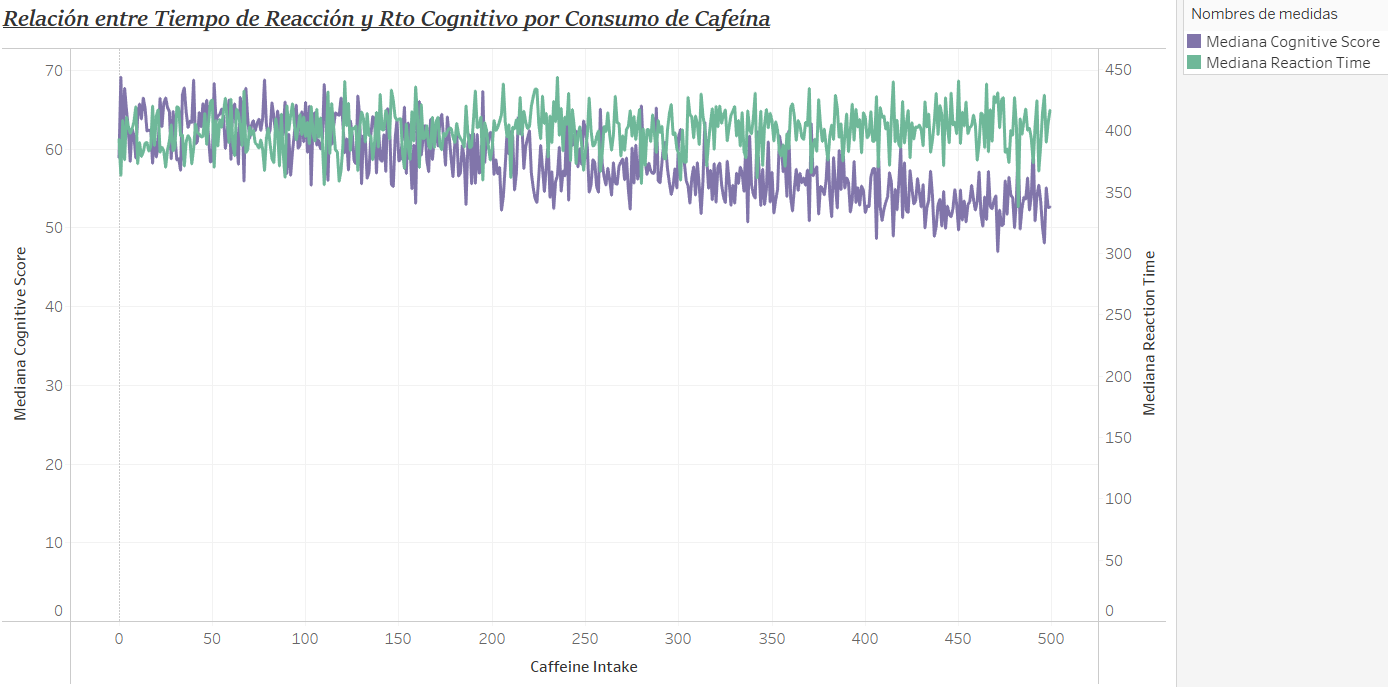 Relación entre Tiempo de Reacción y Rto Cognitivo por Consumo de Cafeína
Nombres de medidas
Mediana Cognitive Score
Mediana Reaction Time
Mediana Cognitive Score
70
60
50
40
30
20
10
0
450
400
350
300
250
200
150
100
50
0
Mediana Reaction Time
0 50 100 150 200 250 300 350 400 450 500
Caffeine Intake